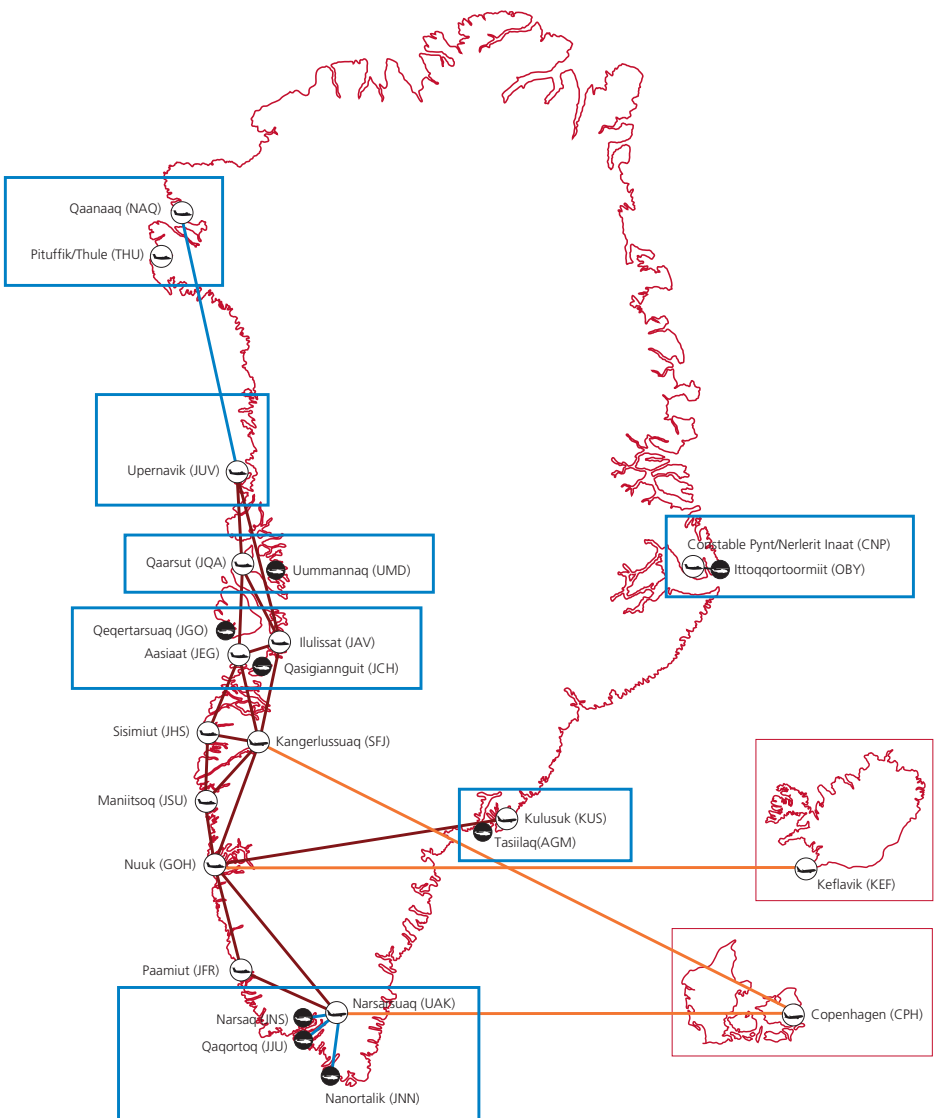 Qaanaaq (NAQ)
Pituffik/Thule (THU)
Upernavik (JUV)
Constable Pynt/Nerlerit Inaat (CNP)
Qaarsut (JQA)
Uummannaq (UMD)
Ittoqqortoormiit (OBY)
Qeqertarsuaq (JGO)
Ilulissat (JAV)
Aasiaat (JEG)
Qasigiannguit (JCH)
Sisimiut (JHS)
Kangerlussuaq (SFJ)
Maniitsoq (JSU)
Kulusuk (KUS)
Tasiilaq(AGM)
Nuuk (GOH)
Keflavik (KEF)
Paamiut (JFR)
Narsarsuaq (UAK)
Narsaq (JNS)
Copenhagen (CPH)
Qaqortoq (JJU)
Nanortalik (JNN)